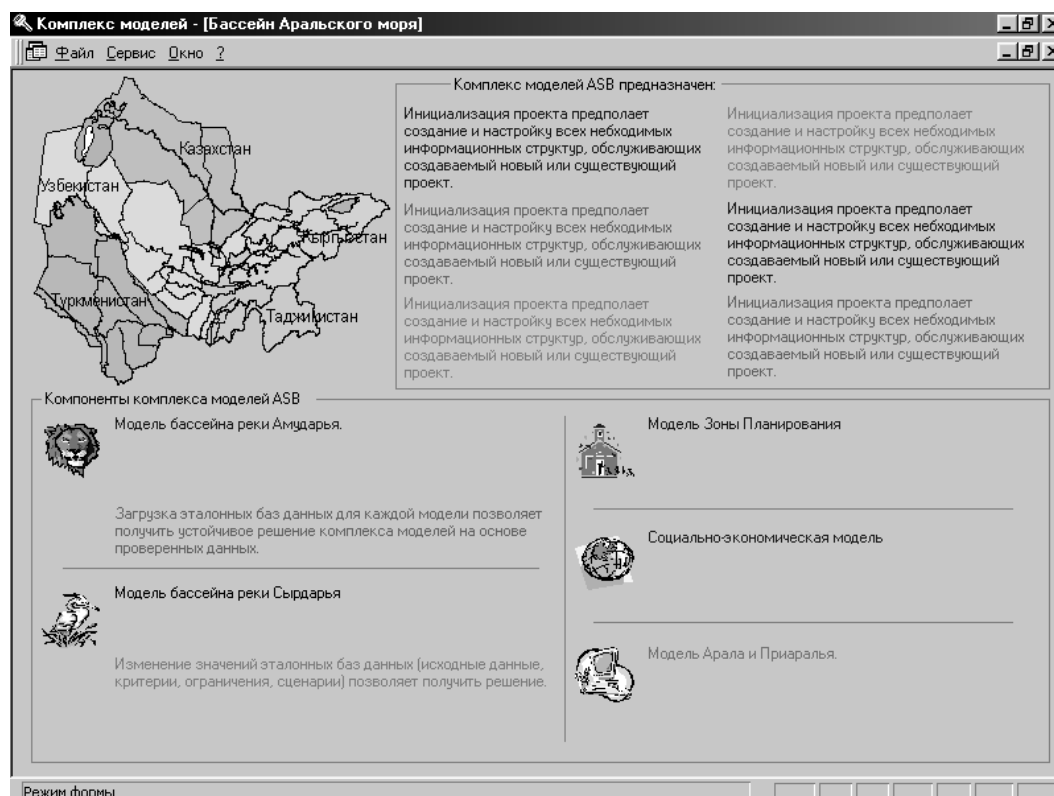 Комплекс моделей - [Бассейн Аральского моря]
Файл Сервис Окно ?
Казахстан
Узбекистан
Кыргызстан
Туркменистан
Таджикистан
Комплекс моделей ASB предназначен:
Инициализация проекта предполает
создание и настройку всех небходимых
информационных структур, обслуживающих
создаваемый новый или существующий
проект.
Инициализация проекта предполает
создание и настройку всех небходимых
информационных структур, обслуживающих
создаваемый новый или существующий
проект.
Инициализация проекта предполает
создание и настройку всех небходимых
информационных структур, обслуживающих
создаваемый новый или существующий
проект.
Инициализация проекта предполает
создание и настройку всех небходимых
информационных структур, обслуживающих
создаваемый новый или существующий
проект.
Инициализация проекта предполает
создание и настройку всех небходимых
информационных структур, обслуживающих
создаваемый новый или существующий
проект.
Инициализация проекта предполает
создание и настройку всех небходимых
информационных структур, обслуживающих
создаваемый новый или существующий
проект.
Компоненты комплекса моделей ASB
Модель бассейна реки Амударья.
Загрузка эталонных баз данных для каждой модели позволяет
получить устойчивое решение комплекса моделей на основе
проверенных данных.
Модель бассейна реки Сырдарья
Изменение значений эталонных баз данных (исходные данные,
критерии, ограничения, сценарии) позволяет получить решение.
Модель Зоны Планирования
Социально-экономическая модель
Модель Арала и Приаралья.
Режим формы